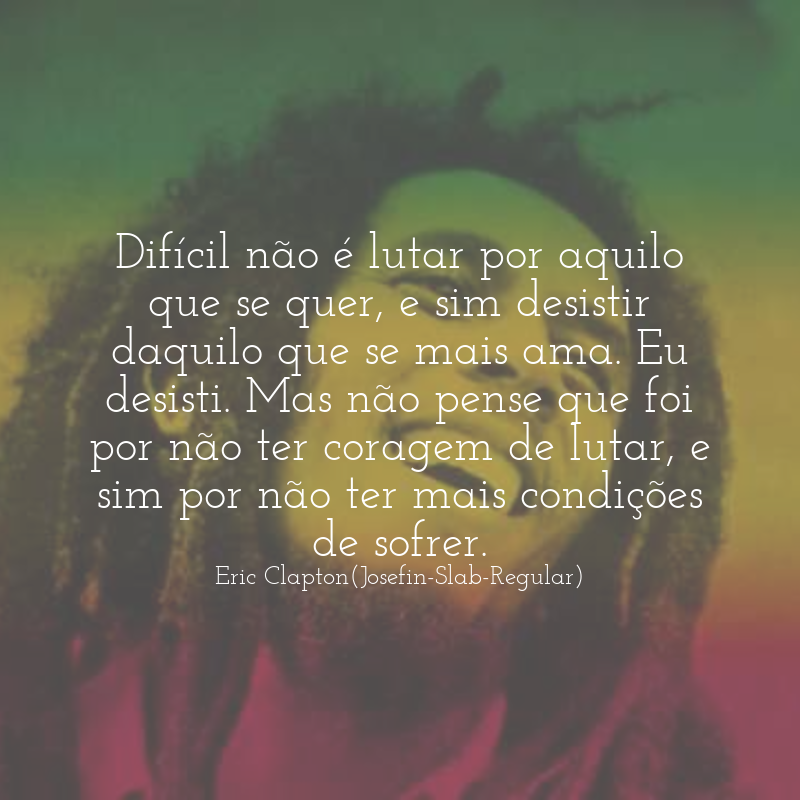 Difícil não é lutar por aquilo
que se quer, e sim desistir
daquilo que se mais ama. Eu
desisti. Mas não pense que foi
por não ter coragem de lutar, e
sim por não ter mais condições
de sofrer.
Eric Clapton(Josefin-Slab-Regular)